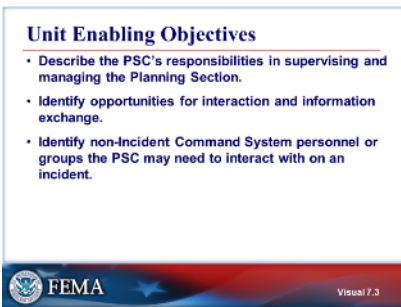 Unit Enabling Objectives
• Describe the PSC's responsibilities in supervising and
managing the Planning Section.
• Identify opportunities for interaction and information
exchange.
• Identify non-Incident Command System personnel or
groups the PSC may need to interact with on an
incident.
FEMA
Visual 7.3